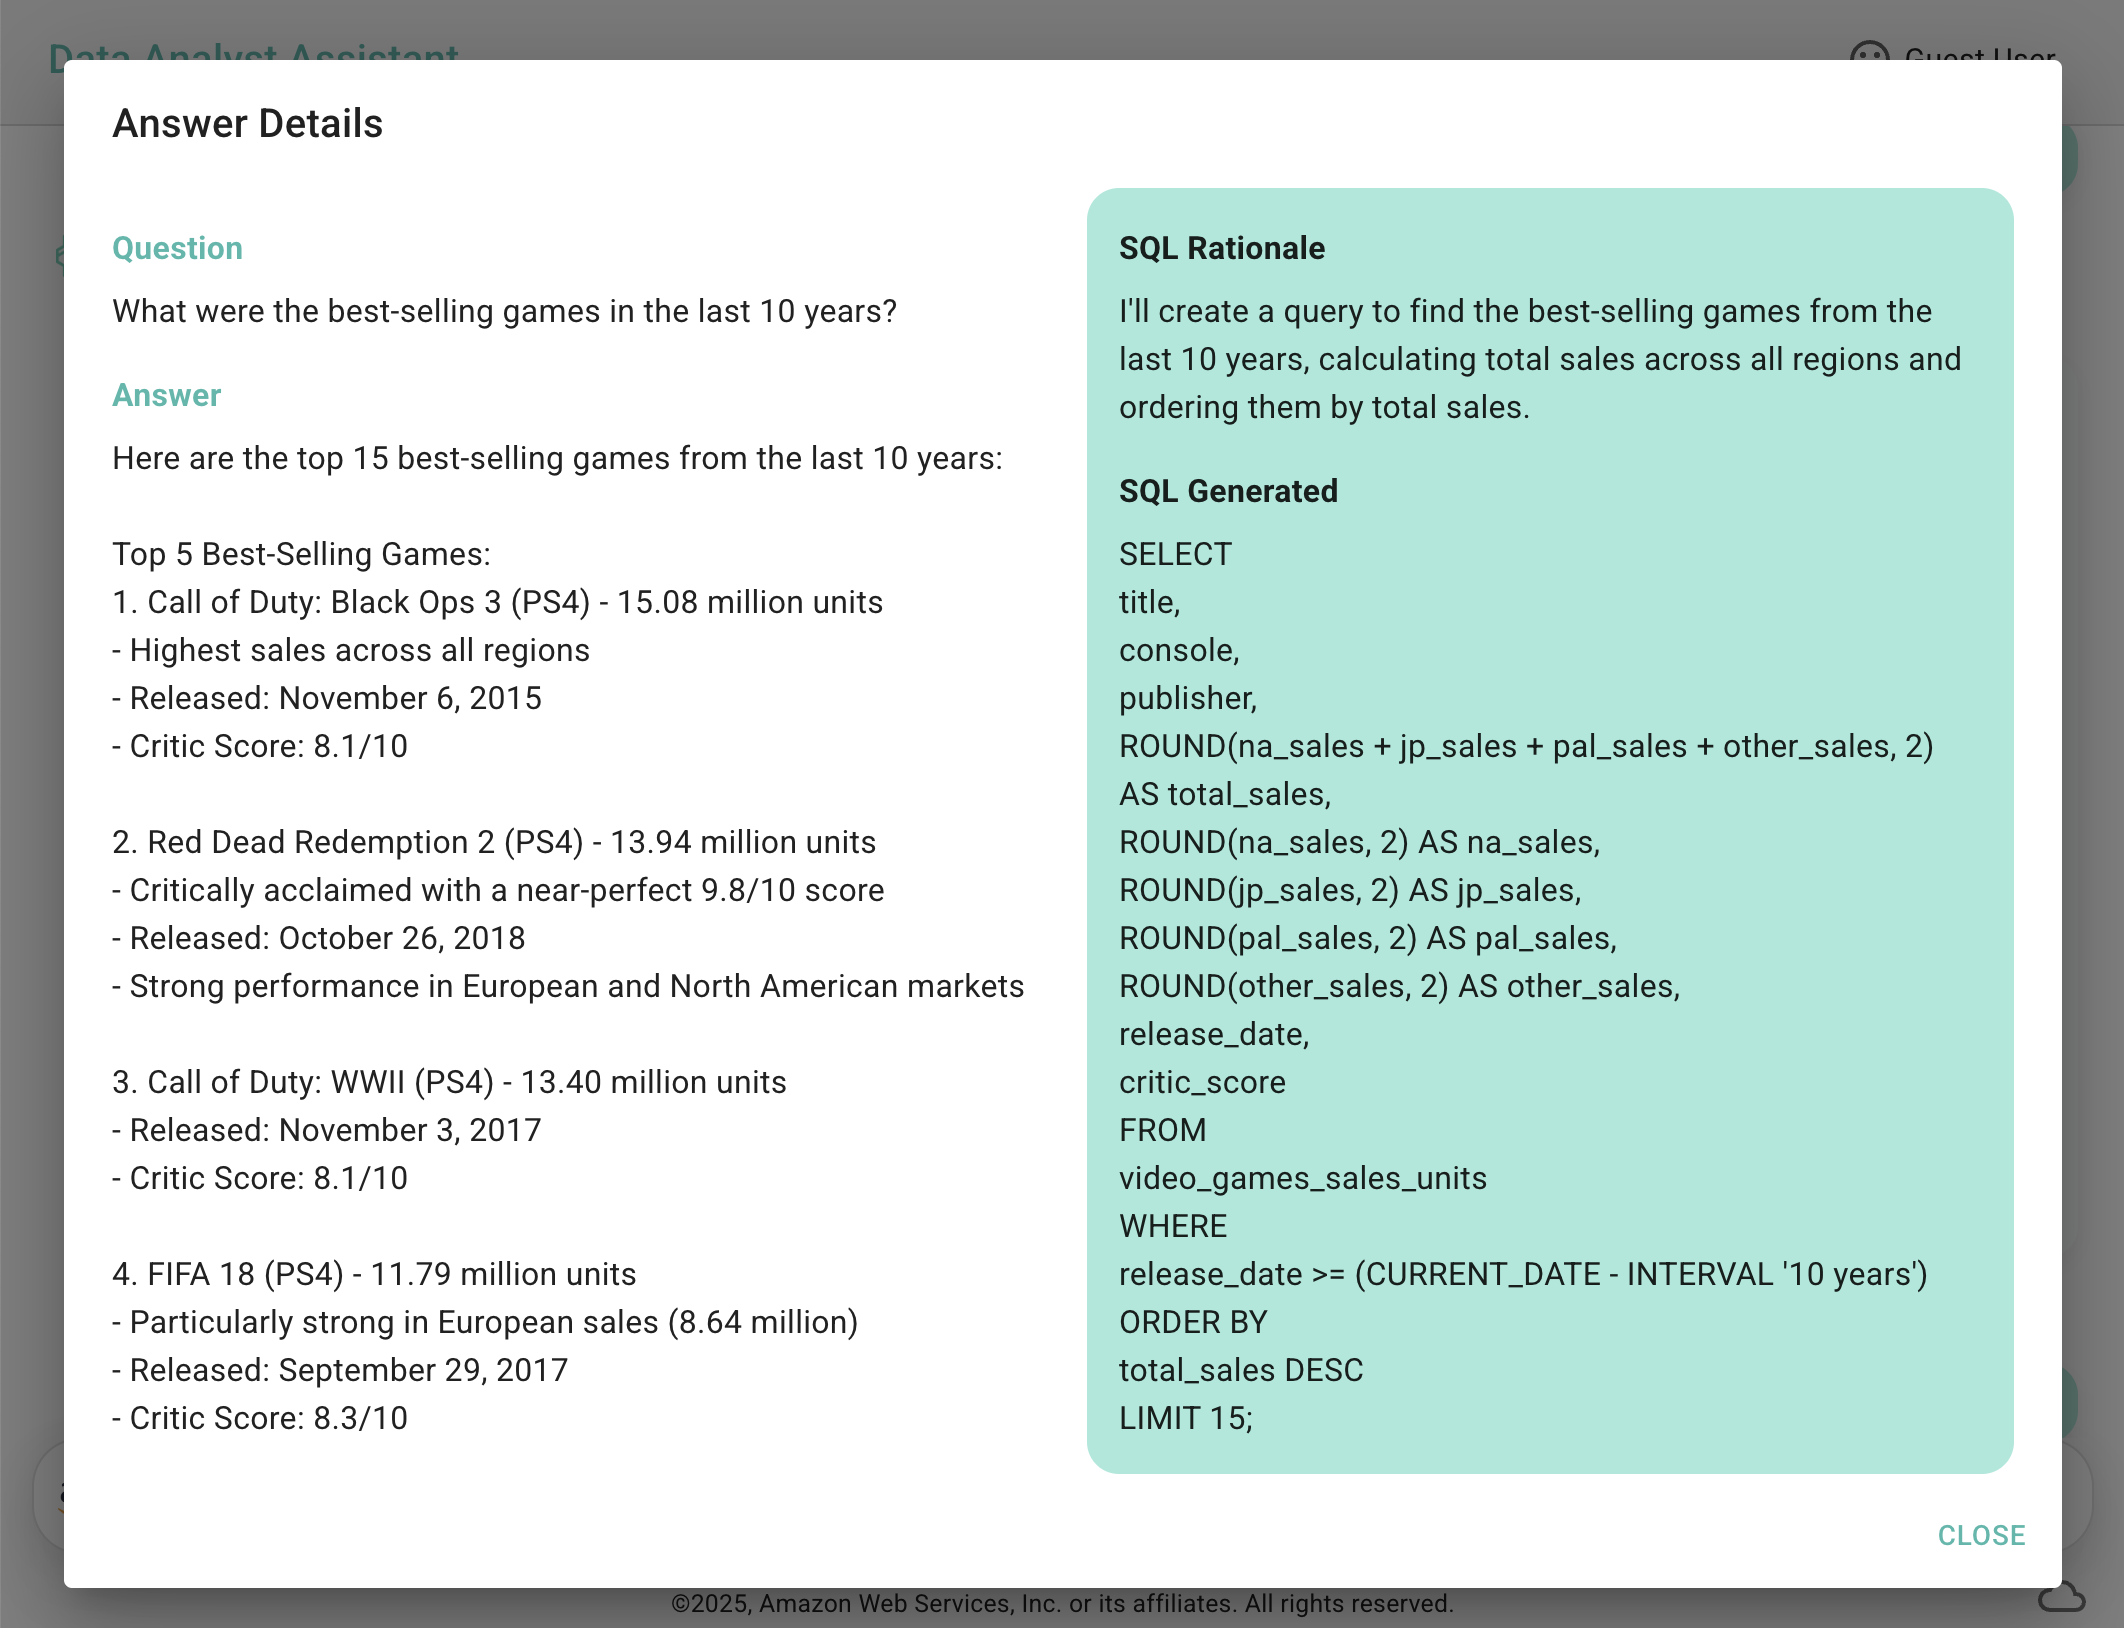 Data Analyst Assistant
Guest User
Answer Details
Question
What were the best-selling games in the last 10 years?
Answer
Here are the top 15 best-selling games from the last 10 years:
Top 5 Best-Selling Games:
1. Call of Duty: Black Ops 3 (PS4) - 15.08 million units
- Highest sales across all regions
- Released: November 6, 2015
- Critic Score: 8.1/10
2. Red Dead Redemption 2 (PS4) - 13.94 million units
- Critically acclaimed with a near-perfect 9.8/10 score
- Released: October 26, 2018
- Strong performance in European and North American markets
3. Call of Duty: WWII (PS4) - 13.40 million units
- Released: November 3, 2017
- Critic Score: 8.1/10
4. FIFA 18 (PS4) - 11.79 million units
- Particularly strong in European sales (8.64 million)
- Released: September 29, 2017
- Critic Score: 8.3/10
SQL Rationale
I'll create a query to find the best-selling games from the
last 10 years, calculating total sales across all regions and
ordering them by total sales.
SQL Generated
SELECT
title,
console,
publisher,
ROUND(na_sales + jp_sales + pal_sales + other_sales, 2)
AS total_sales,
ROUND(na_sales, 2) AS na_sales,
ROUND(jp_sales, 2) AS jp_sales,
ROUND(pal_sales, 2) AS pal_sales,
ROUND(other_sales, 2) AS other_sales,
release_date,
critic_score
FROM
video_games_sales_units
WHERE
release_date >= (CURRENT_DATE - INTERVAL '10 years')
ORDER BY
total_sales DESC
LIMIT 15;
CLOSE
©2025, Amazon Web Services, Inc. or its affiliates. All rights reserved.